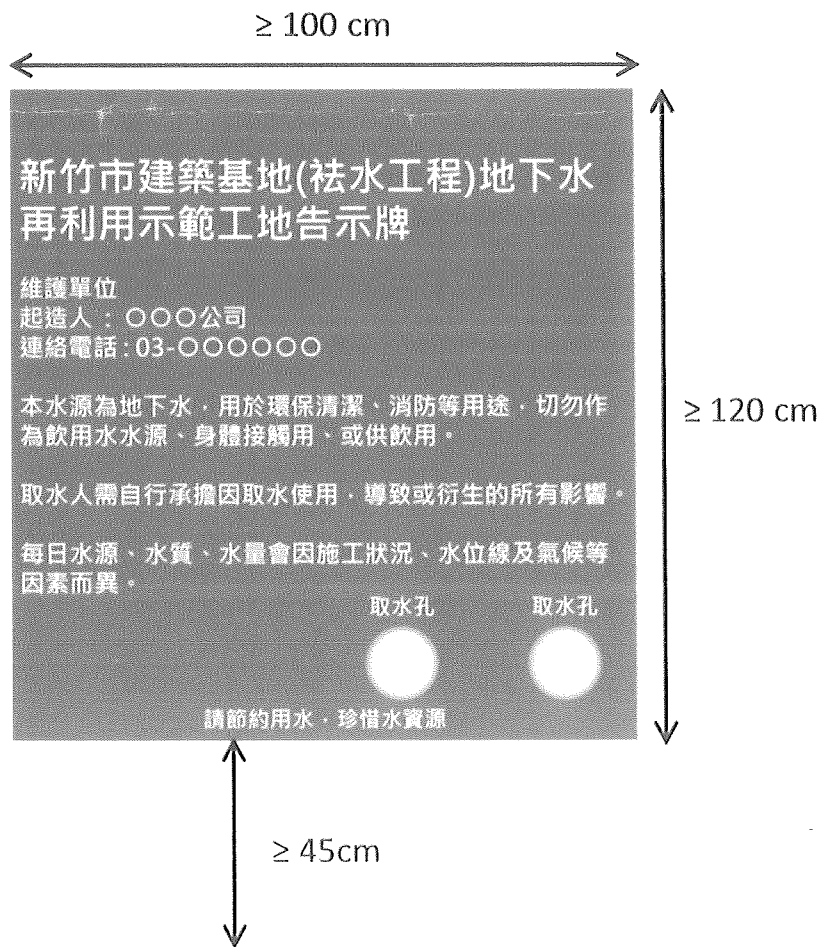 ≥ 100 cm
新竹市建築基地(袪水工程)地下水
再利用示範工地告示牌
維護單位
起造人：〇〇〇公司
連絡電話:03-〇〇〇〇〇〇
本水源為地下水，用於環保清潔、消防等用途，切勿作
為飲用水水源、身體接觸用、或供飲用。
≥ 120 cm
取水人需自行承擔因取水使用，導致或衍生的所有影響。
每日水源、水質、水量會因施工狀況、水位線及氣候等
因素而異。
取水孔 取水孔
請節約用水，珍惜水資源
≥ 45cm